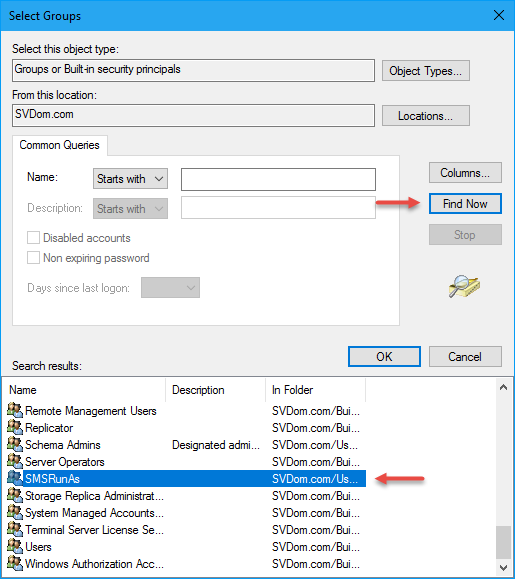 Select Groups
Select this object type:
Groups or Built-in security principals
Object Types...
From this location:
SVDom.com
Locations...
Common Queries
Name: Starts with
Description: Starts with
Disabled accounts
Non expiring password
Days since last logon:
Columns...
Find Now
Stop
OK Cancel
Search results:
Name Description In Folder
Remote Management Users SVDom.com/Bui...
Replicator SVDom.com/Bui...
Schema Admins Designated admi... SVDom.com/Us...
Server Operators SVDom.com/Bui...
SMSRunAs SVDom.com/Us...
Storage Replica Administrat... SVDom.com/Bui...
System Managed Accounts... SVDom.com/Bui...
Terminal Server License Se... SVDom.com/Bui...
Users SVDom.com/Bui...
Windows Authorization Acc... SVDom.com/Bui...